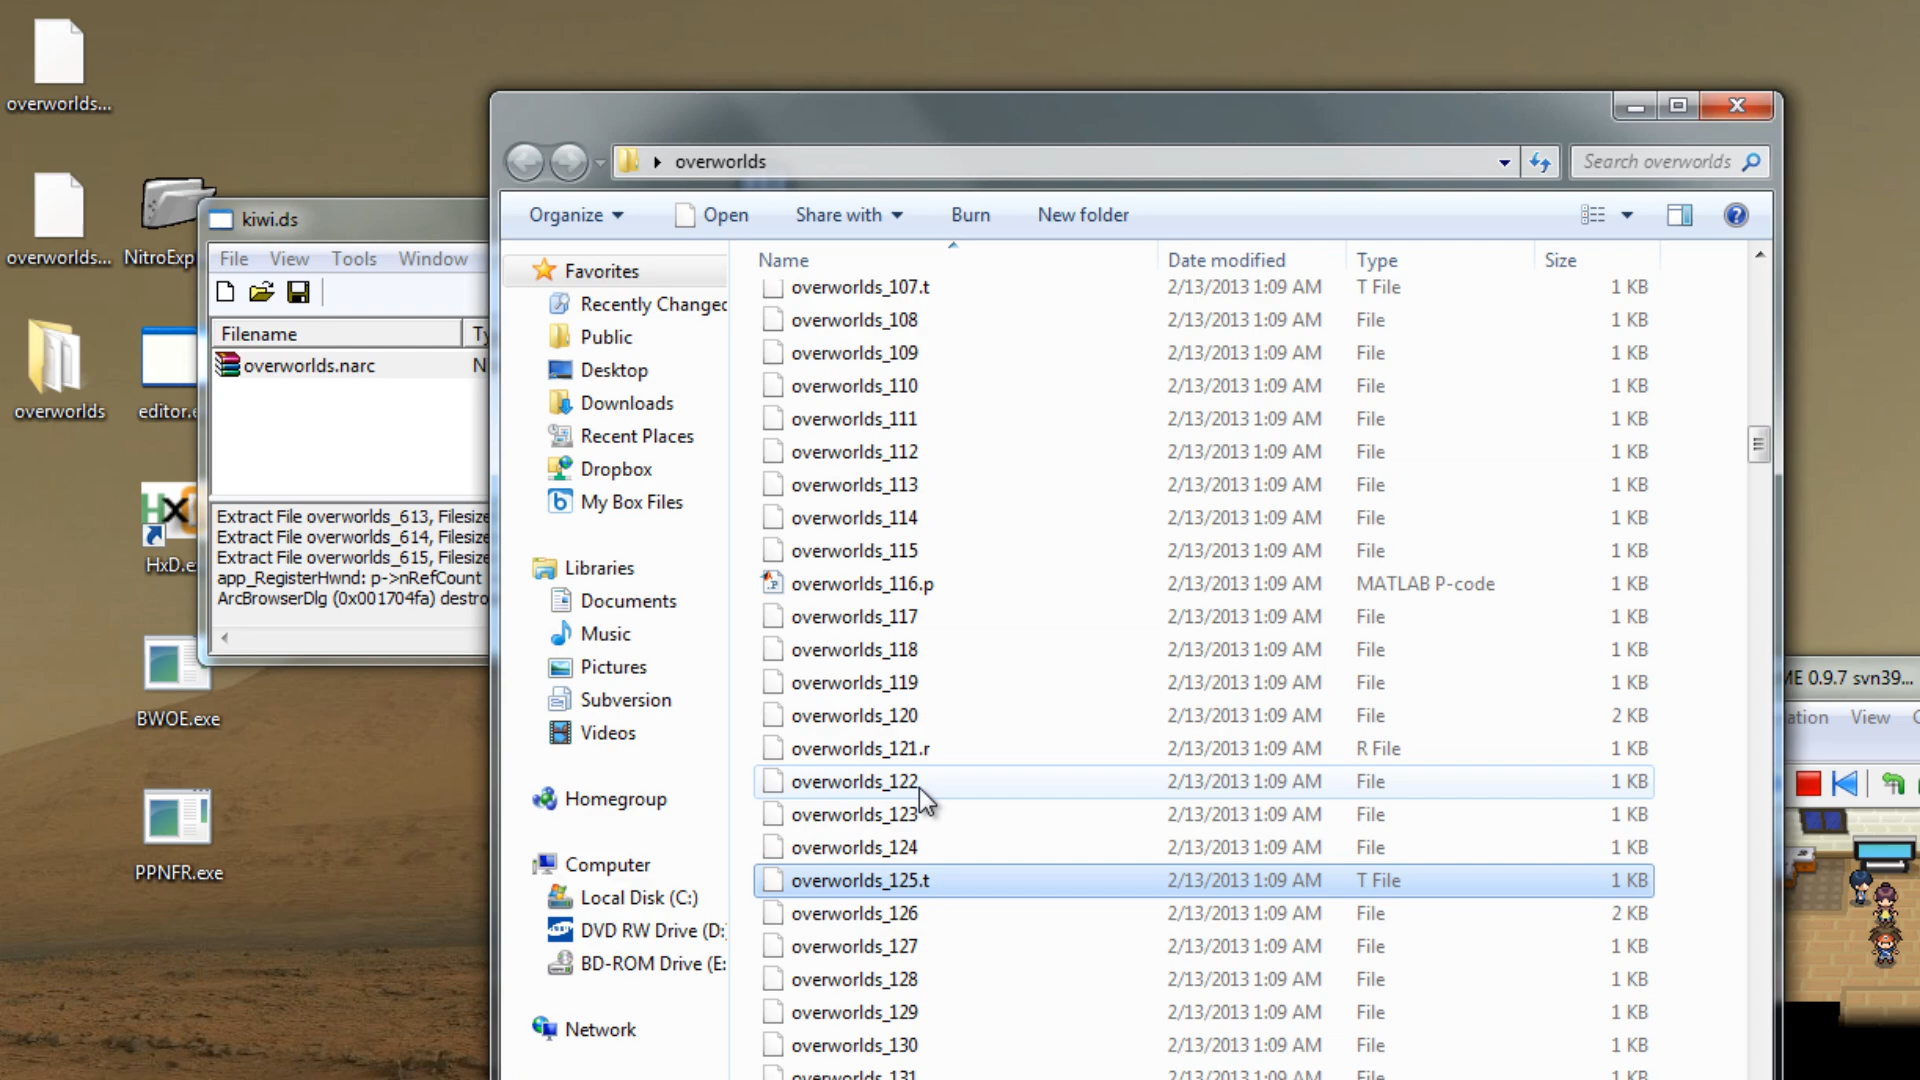 overworlds...
overworlds...
NitroExp
overworlds
editor.e
HxD.e
BWOE.exe
PPNFR.exe
kiwi.ds
File View Tools Window
Filename
overworlds.narc N
Extract File overworlds_613, Filesize
Extract File overworlds_614, Filesize
Extract File overworlds_615, Filesize
app_RegisterHwnd: p->nRefCount
ArcBrowserDlg (0x001704fa) destro
overworlds
Search overworlds
Organize Open Share with Burn New folder
Favorites
Recently Changed
Public
Desktop
Downloads
Recent Places
Dropbox
My Box Files
Libraries
Documents
Music
Pictures
Subversion
Videos
Homegroup
Computer
Local Disk (C:)
DVD RW Drive (D:
BD-ROM Drive (E:
Network
Name Date modified Type Size
overworlds_107.t 2/13/2013 1:09 AM T File 1 KB
overworlds_108 2/13/2013 1:09 AM File 1 KB
overworlds_109 2/13/2013 1:09 AM File 1 KB
overworlds_110 2/13/2013 1:09 AM File 1 KB
overworlds_111 2/13/2013 1:09 AM File 1 KB
overworlds_112 2/13/2013 1:09 AM File 1 KB
overworlds_113 2/13/2013 1:09 AM File 1 KB
overworlds_114 2/13/2013 1:09 AM File 1 KB
overworlds_115 2/13/2013 1:09 AM File 1 KB
overworlds_116.p 2/13/2013 1:09 AM MATLAB P-code 1 KB
overworlds_117 2/13/2013 1:09 AM File 1 KB
overworlds_118 2/13/2013 1:09 AM File 1 KB
overworlds_119 2/13/2013 1:09 AM File 1 KB
overworlds_120 2/13/2013 1:09 AM File 2 KB
overworlds_121.r 2/13/2013 1:09 AM R File 1 KB
overworlds_122 2/13/2013 1:09 AM File 1 KB
overworlds_123 2/13/2013 1:09 AM File 1 KB
overworlds_124 2/13/2013 1:09 AM File 1 KB
overworlds_125.t 2/13/2013 1:09 AM T File 1 KB
overworlds_126 2/13/2013 1:09 AM File 2 KB
overworlds_127 2/13/2013 1:09 AM File 1 KB
overworlds_128 2/13/2013 1:09 AM File 1 KB
overworlds_129 2/13/2013 1:09 AM File 1 KB
overworlds_130 2/13/2013 1:09 AM File 1 KB
overworlds_131
ME 0.9.7 svn39...
ation View